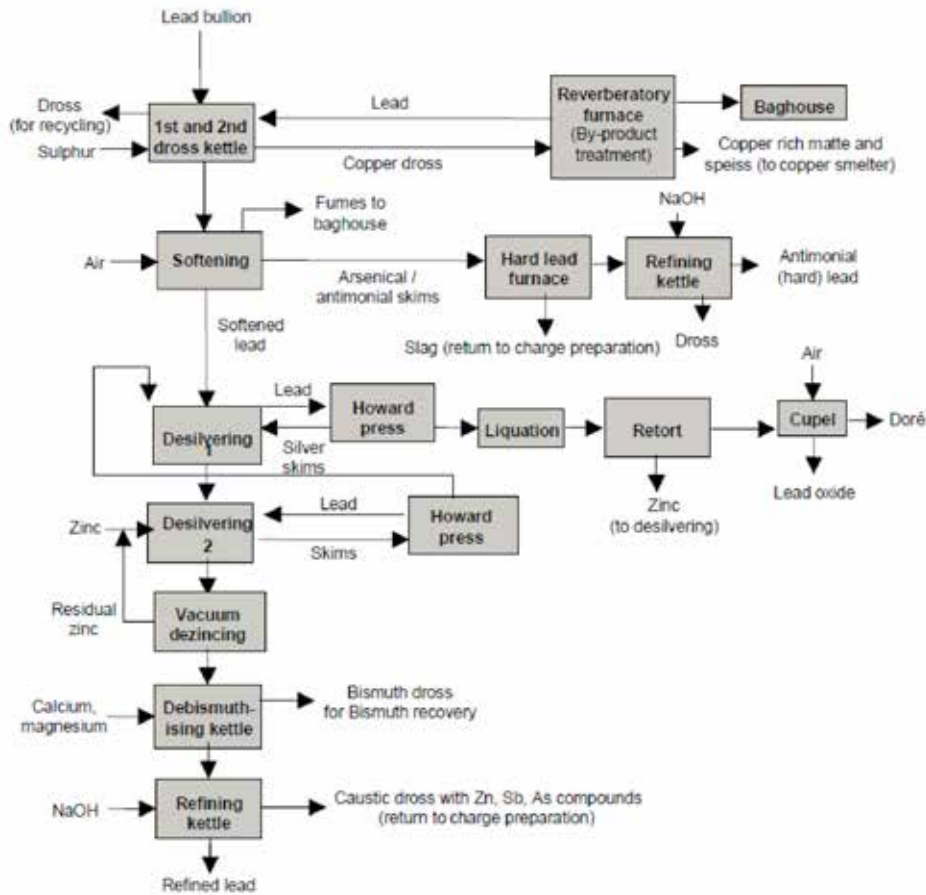 Lead bullion
Dross
(for recycling)
Sulphur
1st and 2nd
dross kettle
Lead
Copper dross
Reverberatory
furnace
(By-product
treatment)
Baghouse
Copper rich matte and
speiss (to copper smelter)
Fumes to
baghouse
NaOH
Air
Softening
Arsenical /
antimonial skims
Hard lead
furnace
Refining
kettle
Antimonial
(hard) lead
Softened
lead
Slag (return to charge preparation)
Dross
Air
Lead
Desilvering
1
Silver
skims
Howard
press
Liquation
Retort
Cupel
Doré
Zinc
(to desilvering)
Lead oxide
Zinc
Desilvering
2
Lead
Skims
Howard
press
Residual
zinc
Vacuum
dezincing
Calcium,
magnesium
Debismuth-
ising kettle
Bismuth dross
for Bismuth recovery
NaOH
Refining
kettle
Caustic dross with Zn, Sb, As compounds
(return to charge preparation)
Refined lead